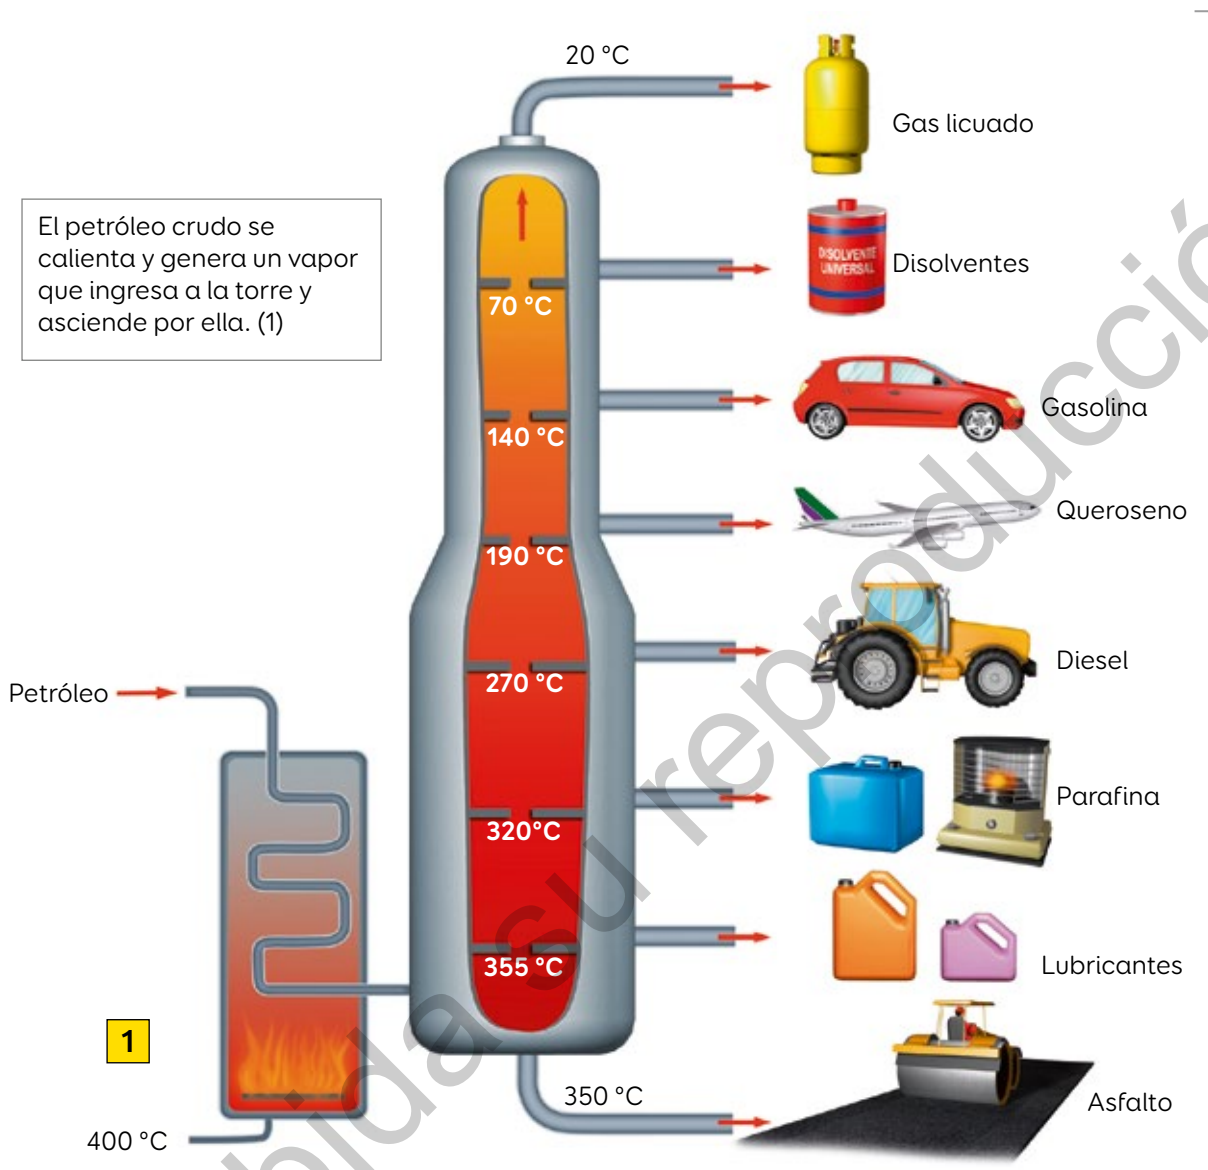 20 °C
Gas licuado
El petróleo crudo se
calienta y genera un vapor
que ingresa a la torre y
asciende por ella. (1)
DISOLVENTE
UNIVERSAL
Disolventes
70 °C
Gasolina
140 °C
Queroseno
190 °C
Diesel
270 °C
Petróleo
Parafina
320°C
Lubricantes
355 °C
1
350 °C
Asfalto
400 °C
su reproducció